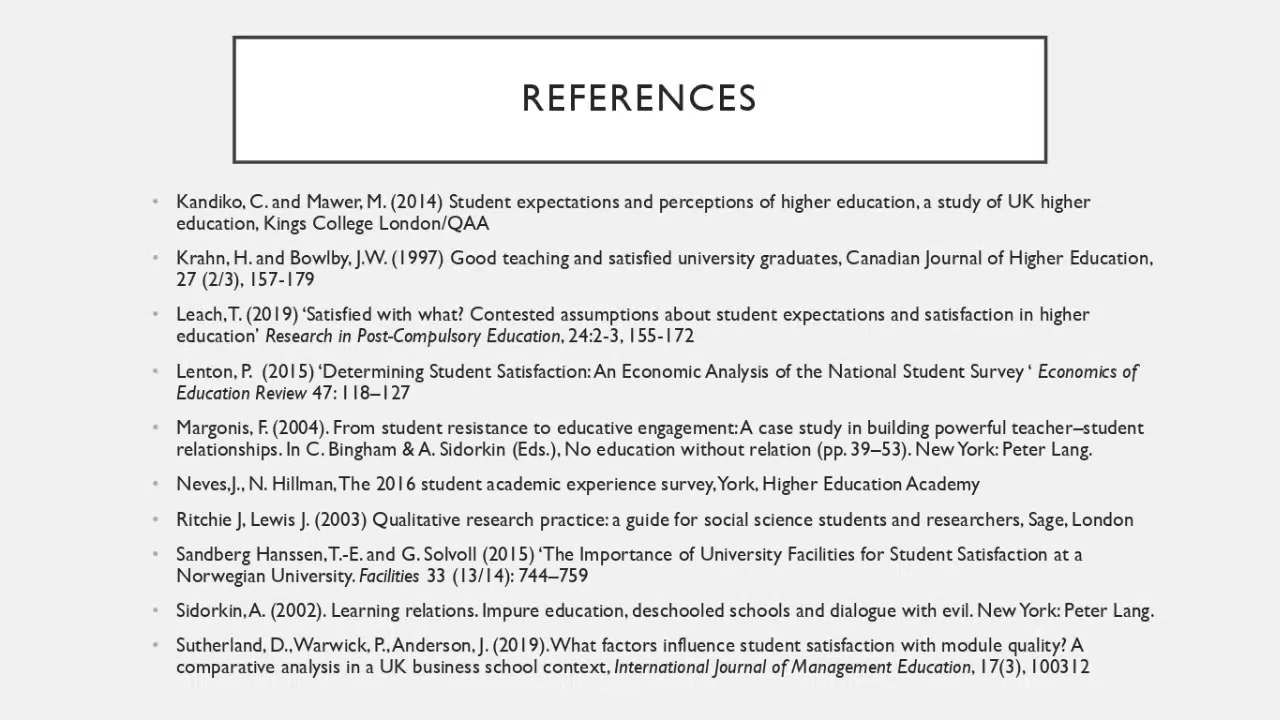 REFERENCES
• Kandiko, C. and Mawer, M. (2014) Student expectations and perceptions of higher education, a study of UK higher
education, Kings College London/QAA
• Krahn, H. and Bowlby, J.W. (1997) Good teaching and satisfied university graduates, Canadian Journal of Higher Education,
27 (2/3), 157-179
• Leach, T. (2019) ‘Satisfied with what? Contested assumptions about student expectations and satisfaction in higher
education’ Research in Post-Compulsory Education, 24:2-3, 155-172
• Lenton, P. (2015) ‘Determining Student Satisfaction: An Economic Analysis of the National Student Survey ‘ Economics of
Education Review 47: 118–127
• Margonis, F. (2004). From student resistance to educative engagement: A case study in building powerful teacher–student
relationships. In C. Bingham & A. Sidorkin (Eds.), No education without relation (pp. 39–53). New York: Peter Lang.
• Neves,J., N. Hillman, The 2016 student academic experience survey, York, Higher Education Academy
• Ritchie J, Lewis J. (2003) Qualitative research practice: a guide for social science students and researchers, Sage, London
• Sandberg Hanssen, T.-E. and G. Solvoll (2015) ‘The Importance of University Facilities for Student Satisfaction at a
Norwegian University. Facilities 33 (13/14): 744–759
• Sidorkin, A. (2002). Learning relations. Impure education, deschooled schools and dialogue with evil. New York: Peter Lang.
• Sutherland, D., Warwick, P., Anderson, J. (2019). What factors influence student satisfaction with module quality? A
comparative analysis in a UK business school context, International Journal of Management Education, 17(3), 100312